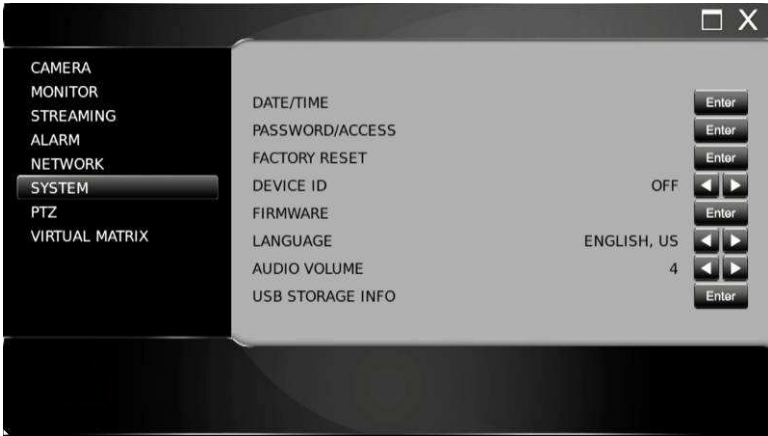 CAMERA
MONITOR
STREAMING
ALARM
NETWORK
SYSTEM
PTZ
VIRTUAL MATRIX
DATE/TIME Enter
PASSWORD/ACCESS Enter
FACTORY RESET Enter
DEVICE ID OFF
FIRMWARE Enter
LANGUAGE ENGLISH, US
AUDIO VOLUME 4
USB STORAGE INFO Enter